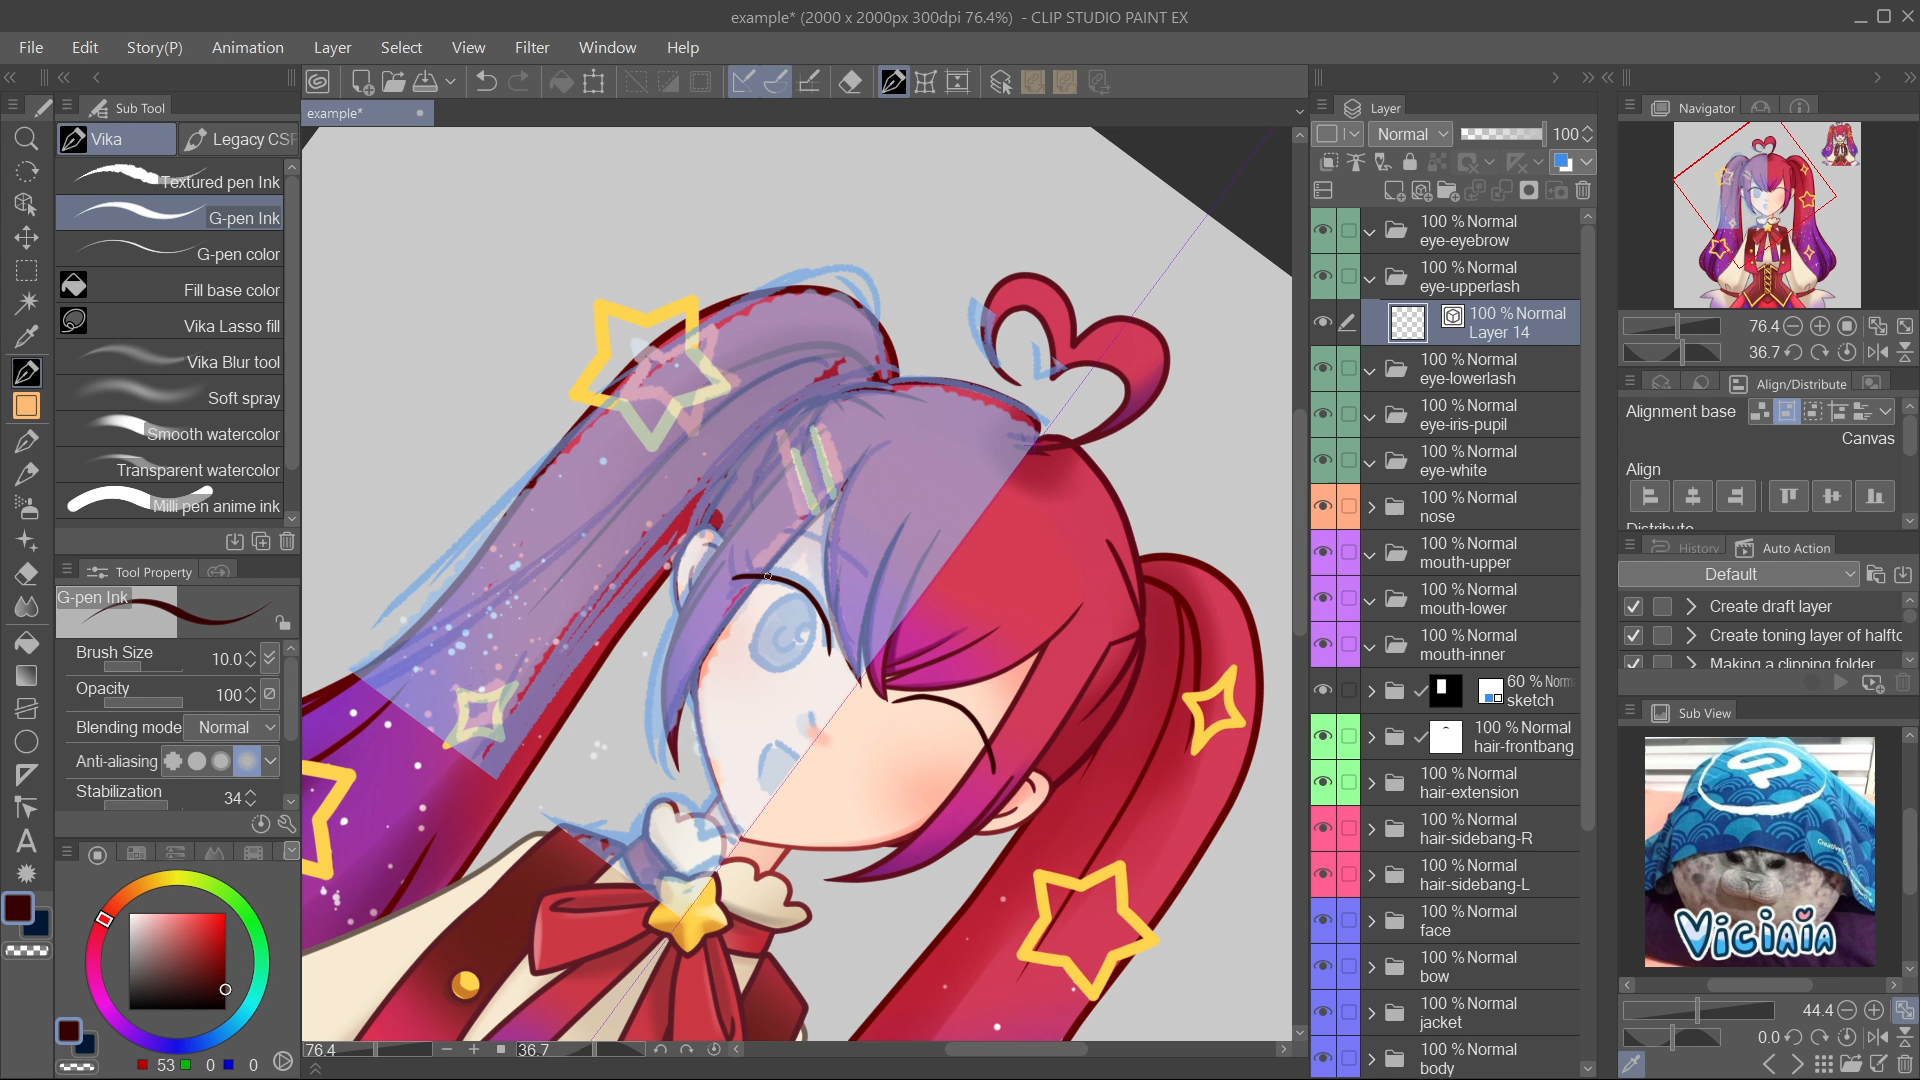 example* (2000 x 2000px 300dpi 76.4%) - CLIP STUDIO PAINT EX
File Edit Story(P) Animation Layer Select View Filter Window Help
Sub Tool
Vika
Legacy CSF
Textured pen Ink
G-pen Ink
G-pen color
Fill base color
Vika Lasso fill
Vika Blur tool
Soft spray
Smooth watercolor
Transparent watercolor
Milli pen anime ink
Tool Property
G-pen Ink
Brush Size 10.0
Opacity 100
Blending mode Normal
Anti-aliasing
Stabilization 34
53 0 0
example*
76.4 36.7
Layer
Normal 100
100 % Normal
eye-eyebrow
100 % Normal
eye-upperlash
100 % Normal
Layer 14
100 % Normal
eye-lowerlash
100 % Normal
eye-iris-pupil
100 % Normal
eye-white
100 % Normal
nose
100 % Normal
mouth-upper
100 % Normal
mouth-lower
100 % Normal
mouth-inner
60 % Norm
sketch
100 % Normal
hair-frontbang
100 % Normal
hair-extension
100 % Normal
hair-sidebang-R
100 % Normal
hair-sidebang-L
100 % Normal
face
100 % Normal
bow
100 % Normal
jacket
100 % Normal
body
Navigator
76.4
36.7
Align/Distribute
Alignment base
Canvas
Align
Distribute
History
Auto Action
Default
Create draft layer
Create toning layer of halfto
Making a clipping folder
Sub View
Viciaia
44.4
0.0